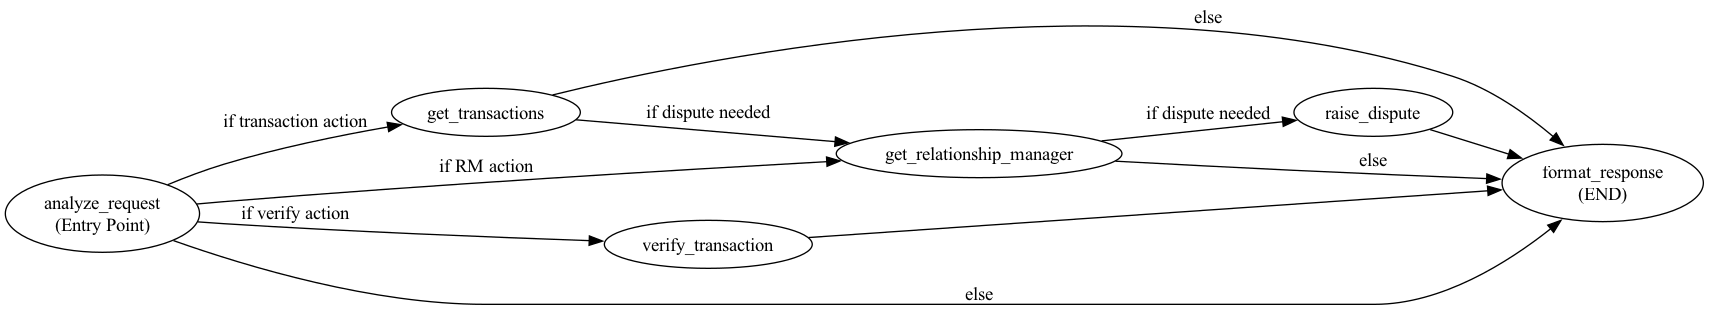 else
get_transactions
if dispute needed
if dispute needed
raise_dispute
if transaction action
get_relationship_manager
else
if RM action
format_response
(END)
analyze_request
(Entry Point)
if verify action
verify_transaction
else